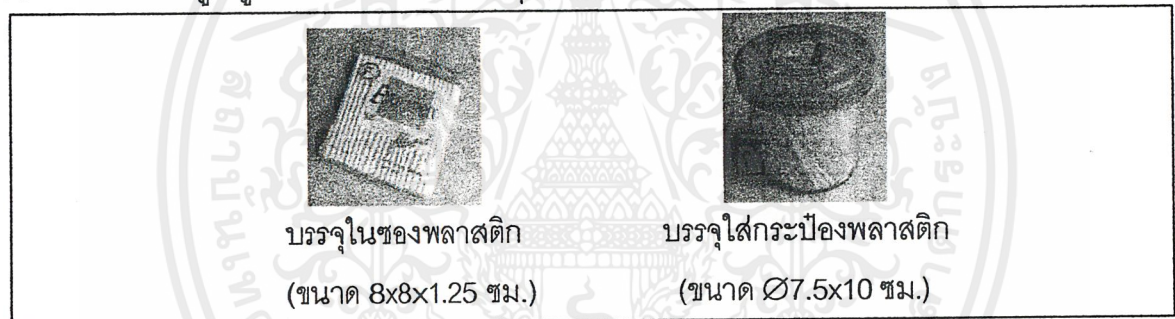 บรรจุในซองพลาสติก
บรรจุใส่กระป๋องพลาสติก
(ขนาด 8x8x1.25 ซม.)
(ขนาด Ø7.5x10 ซม.)